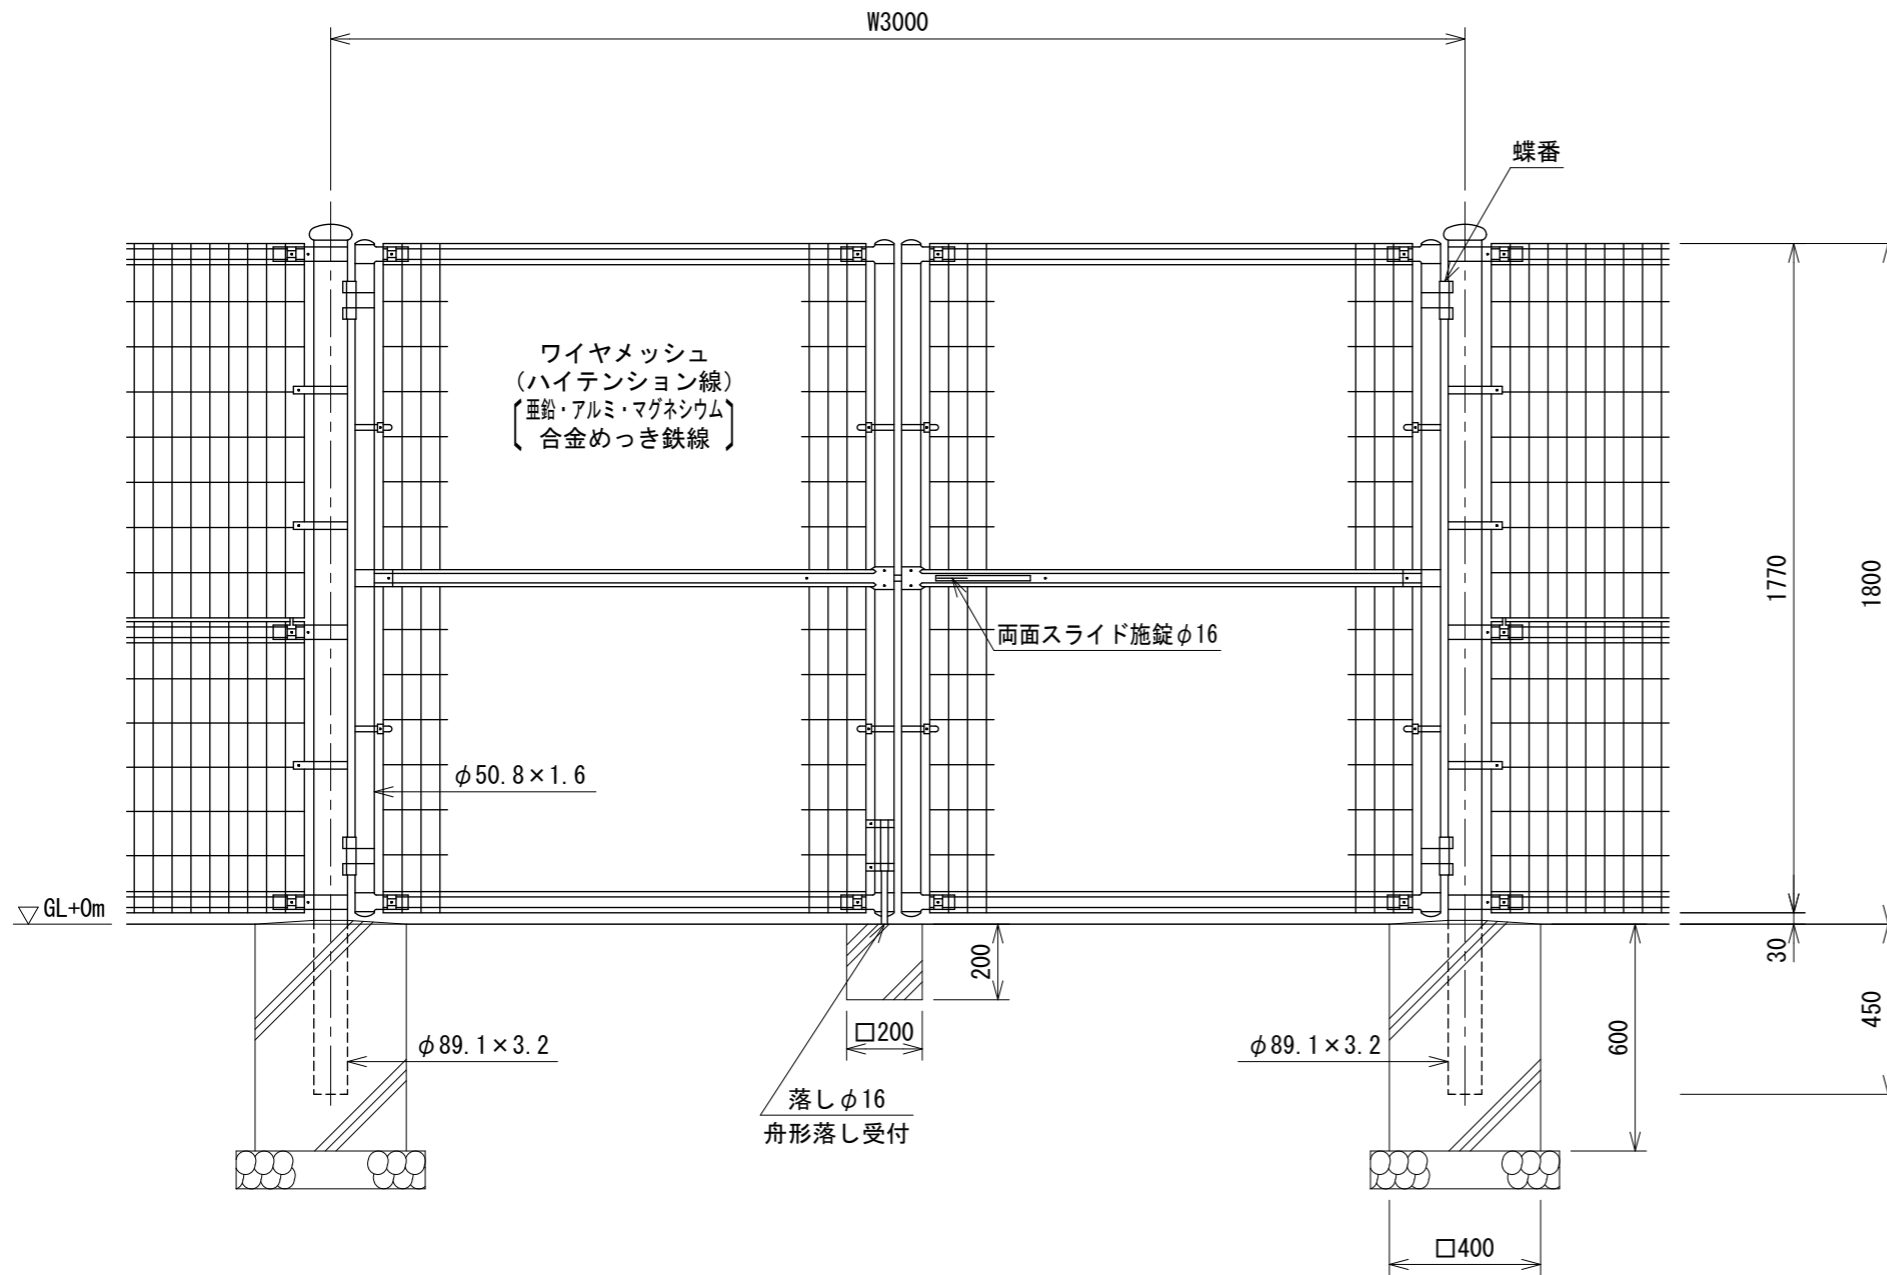 W3000
蝶番
ワイヤメッシュ
(ハイテンション線)
亜鉛・アルミ・マグネシウム
合金めっき鉄線
1770
1800
両面スライド施錠φ16
φ50.8×1.6
▽ GL+0m
200
30
450
□200
600
φ89.1×3.2
φ89.1×3.2
落しφ16
舟形落し受付
□400